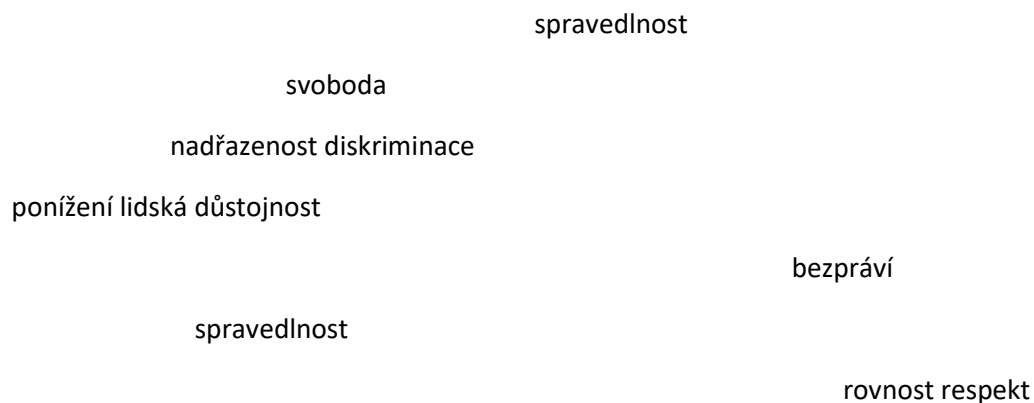 spravedlnost
svoboda
nadřazenost diskriminace
ponížení lidská důstojnost
bezpráví
spravedlnost
rovnost respekt